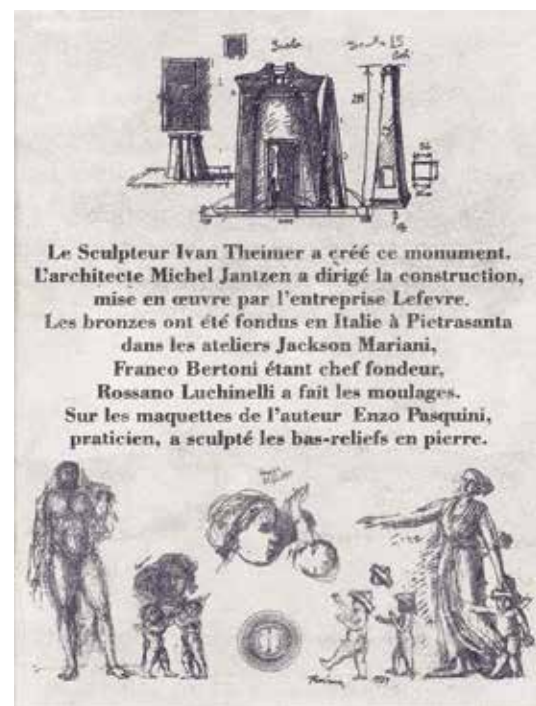 Le Sculpteur Ivan Theimer a créé ce monument.
L'architecte Michel Jantzen a dirigé la construction,
mise en œuvre par l'entreprise Lefevre.
Les bronzes ont été fondus en Italie à Pietrasanta
dans les ateliers Jackson Mariani,
Franco Bertoni étant chef fondeur,
Rossano Luchinelli a fait les moulages.
Sur les maquettes de l'auteur Enzo Pasquini,
praticien, a sculpté les bas-reliefs en pierre.